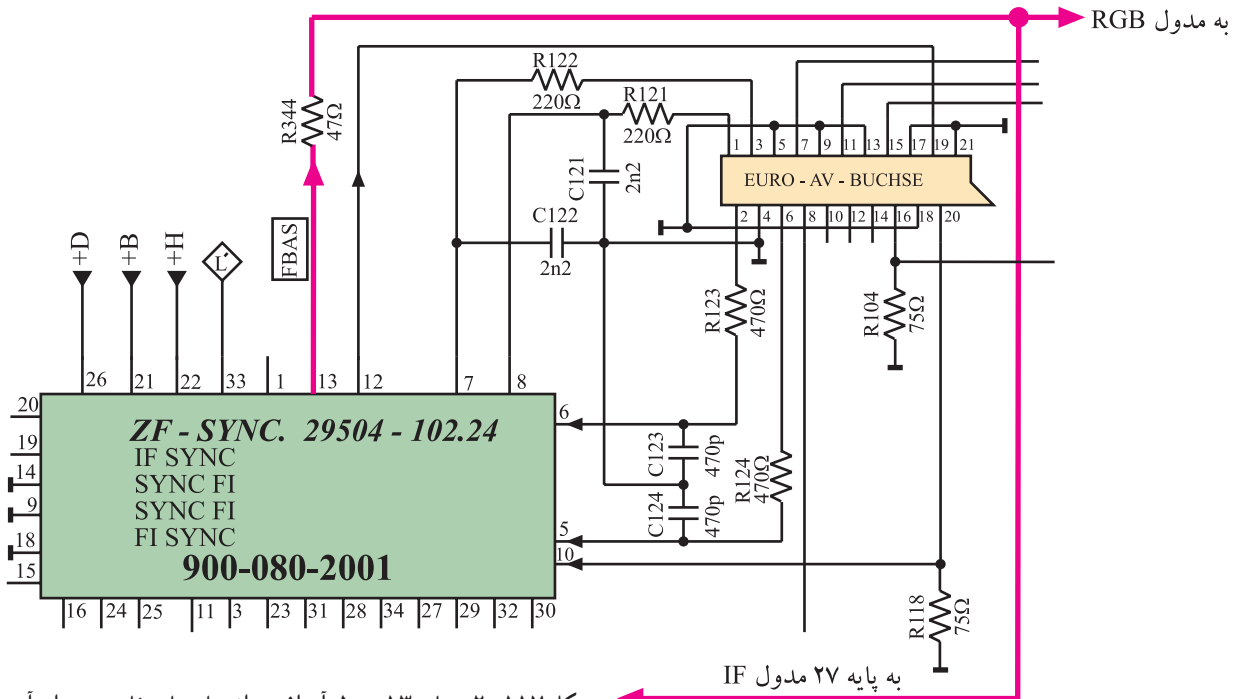 به مدول RGB
R344
47Ω
R122
220Ω
R121
220Ω
C121
2n2
C122
2n2
1
3
5
7
9
11
13
15
17
19
21
EURO - AV - BUCHSE
2
4
6
8
10
12
14
16
18
20
+D
+B
+H
L'
FBAS
R123
470Ω
R104
75Ω
26
21
22
33
1
13
12
7
8
20
19
14
9
18
15
ZF - SYNC. 29504 - 102.24
IF SYNC
SYNC FI
SYNC FI
FI SYNC
900-080-2001
6
5
10
C123
470p
C124
470p
R124
470Ω
R118
75Ω
16
24
25
11
3
23
31
28
34
27
29
32
30
به پایه ۲۷ مدول IF